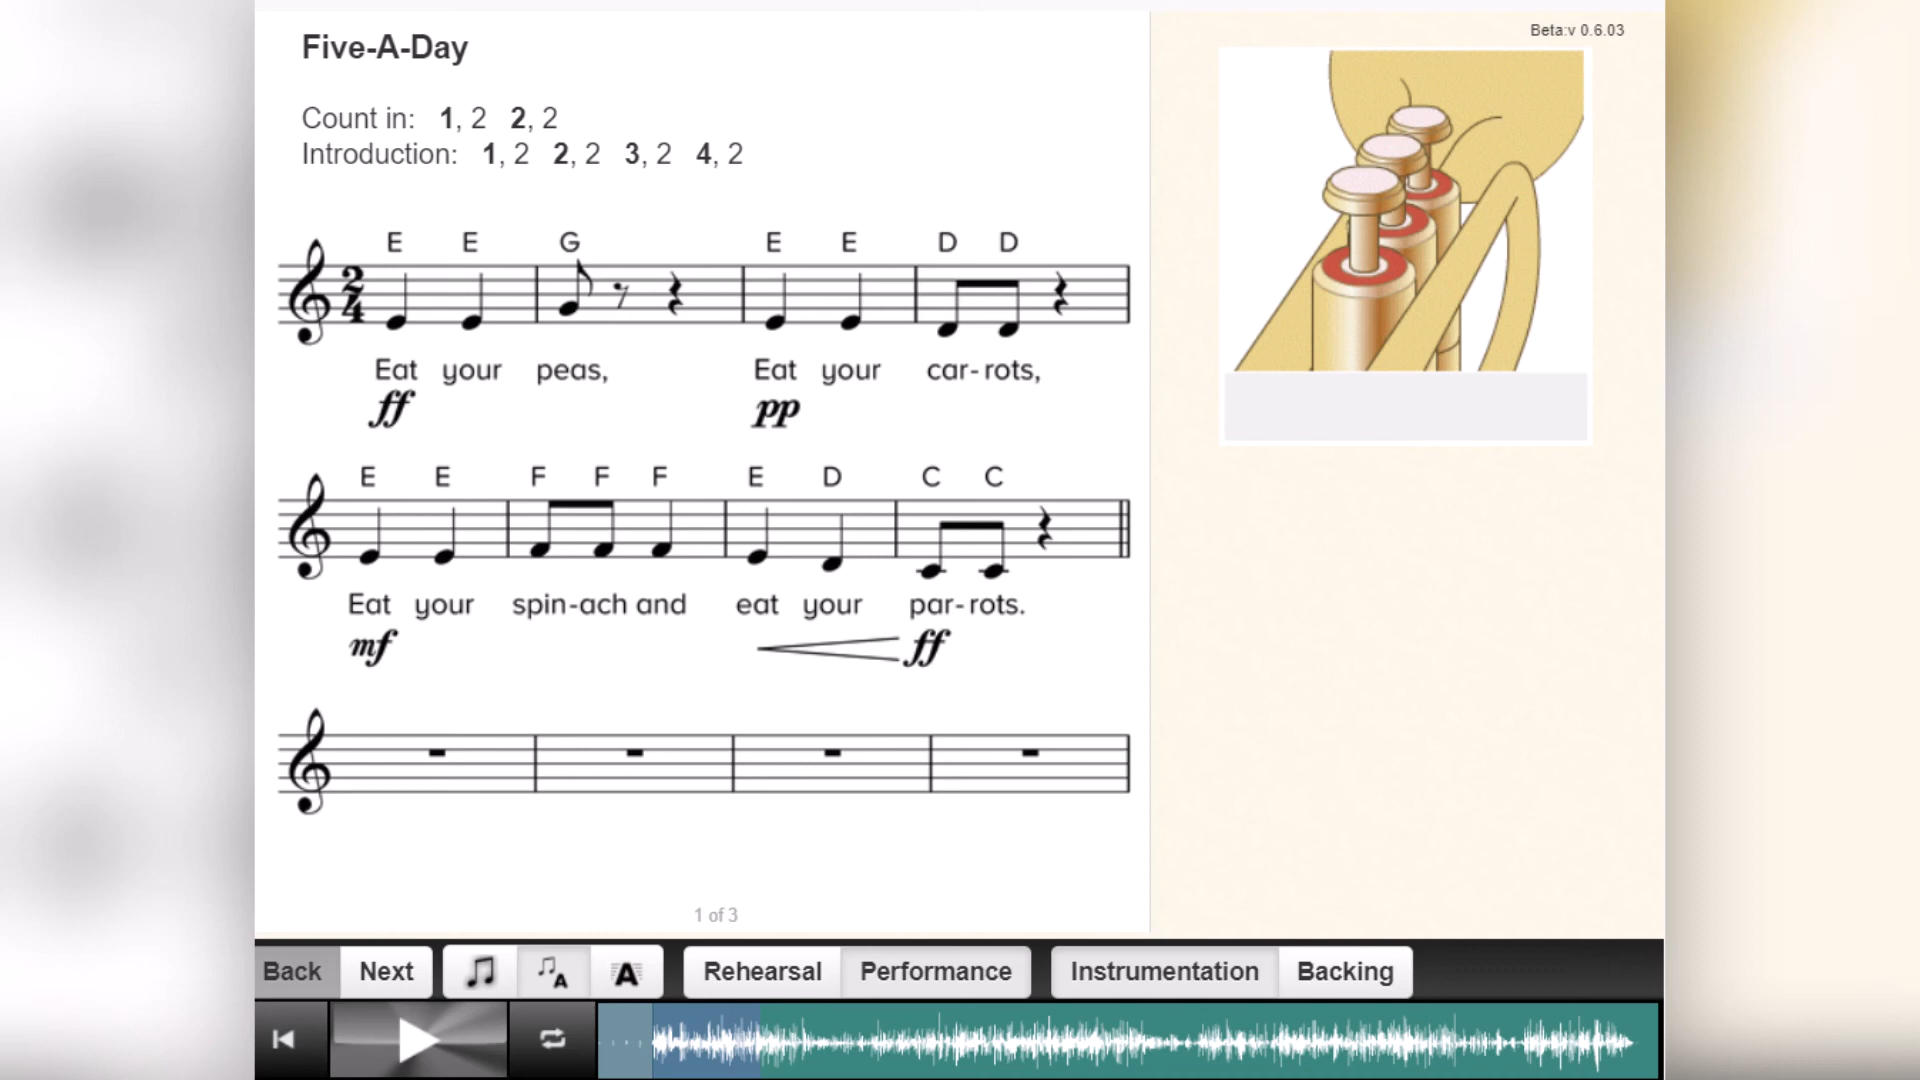 Beta:v 0.6.03
Five-A-Day
Count in: 1, 2 2, 2
Introduction: 1, 2 2, 2 3, 2 4, 2
E E G E E D D
2
4
Eat your peas, Eat your car-rots,
ff pp
E E F F F E D C C
Eat your spin-ach and eat your par-rots.
mf ff
1 of 3
Back Next A A Rehearsal Performance Instrumentation Backing